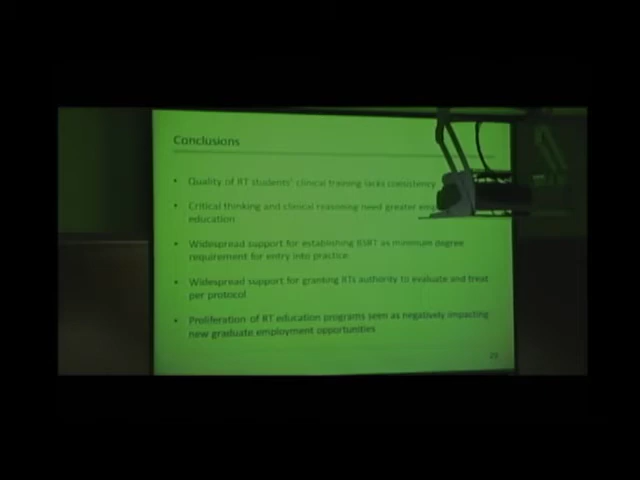 Conclusions
• Quality of RT students' clinical training lacks consistency
• Critical thinking and clinical reasoning need greater
education
• Widespread support for establishing BSRT as minimum degree
requirement for entry into practice
• Widespread support for granting RTs authority to evaluate and treat
per protocol
• Proliferation of RT education programs seen as negatively impacting
new graduate employment opportunities